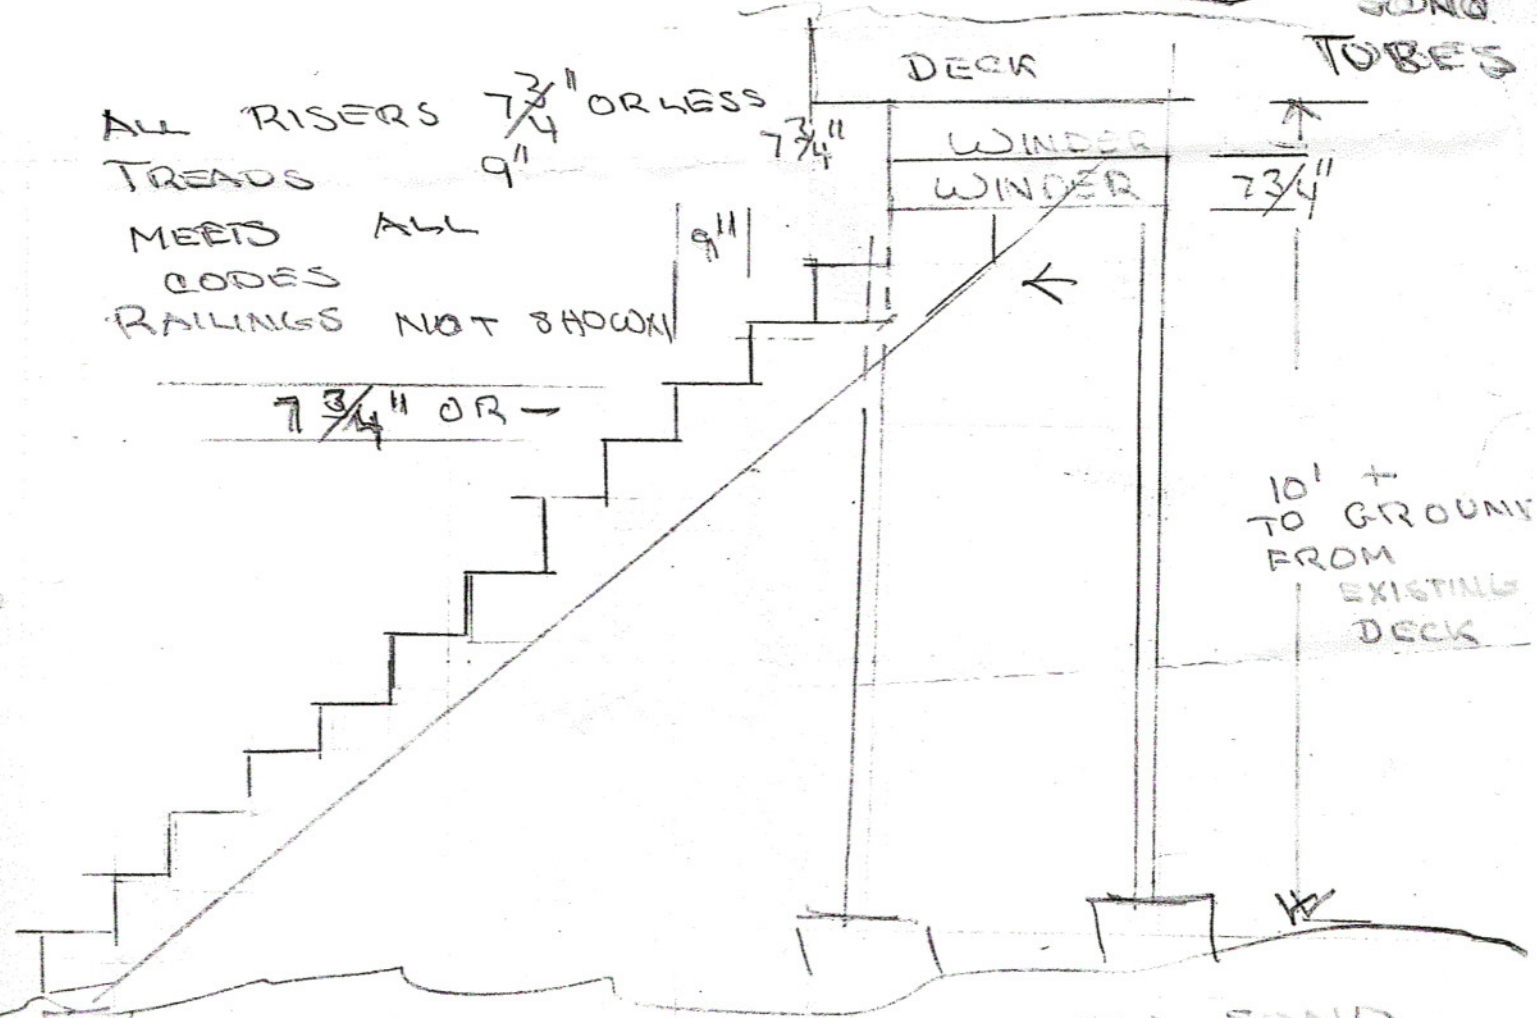 TUBES
DECK
ALL RISERS 7 3/4" OR LESS
TREADS 9"
MEETS ALL
CODES
RAILINGS NOT SHOWN
7 3/4"
WINDER
WINDER
7 3/4"
9"
7 3/4" OR -
10' +
TO GROUND
FROM
EXISTING
DECK